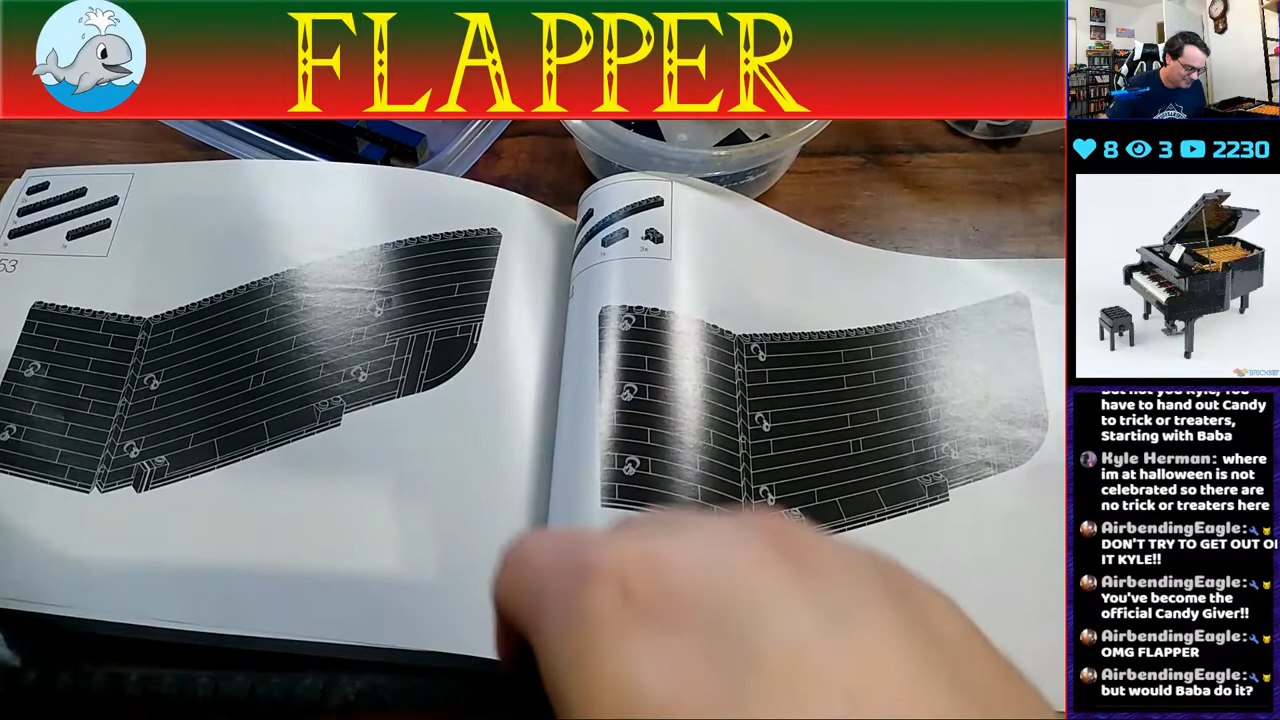 FLAPPER
8 3 2230
53
1x
3x
BRICKSET
have to hand out Candy
to trick or treaters,
Starting with Baba
Kyle Herman: where
im at halloween is not
celebrated so there are
no trick or treaters here
AirbendingEagle:
DON'T TRY TO GET OUT OF
IT KYLE!!
AirbendingEagle:
You've become the
official Candy Giver!!
AirbendingEagle:
OMG FLAPPER
AirbendingEagle:
but would Baba do it?